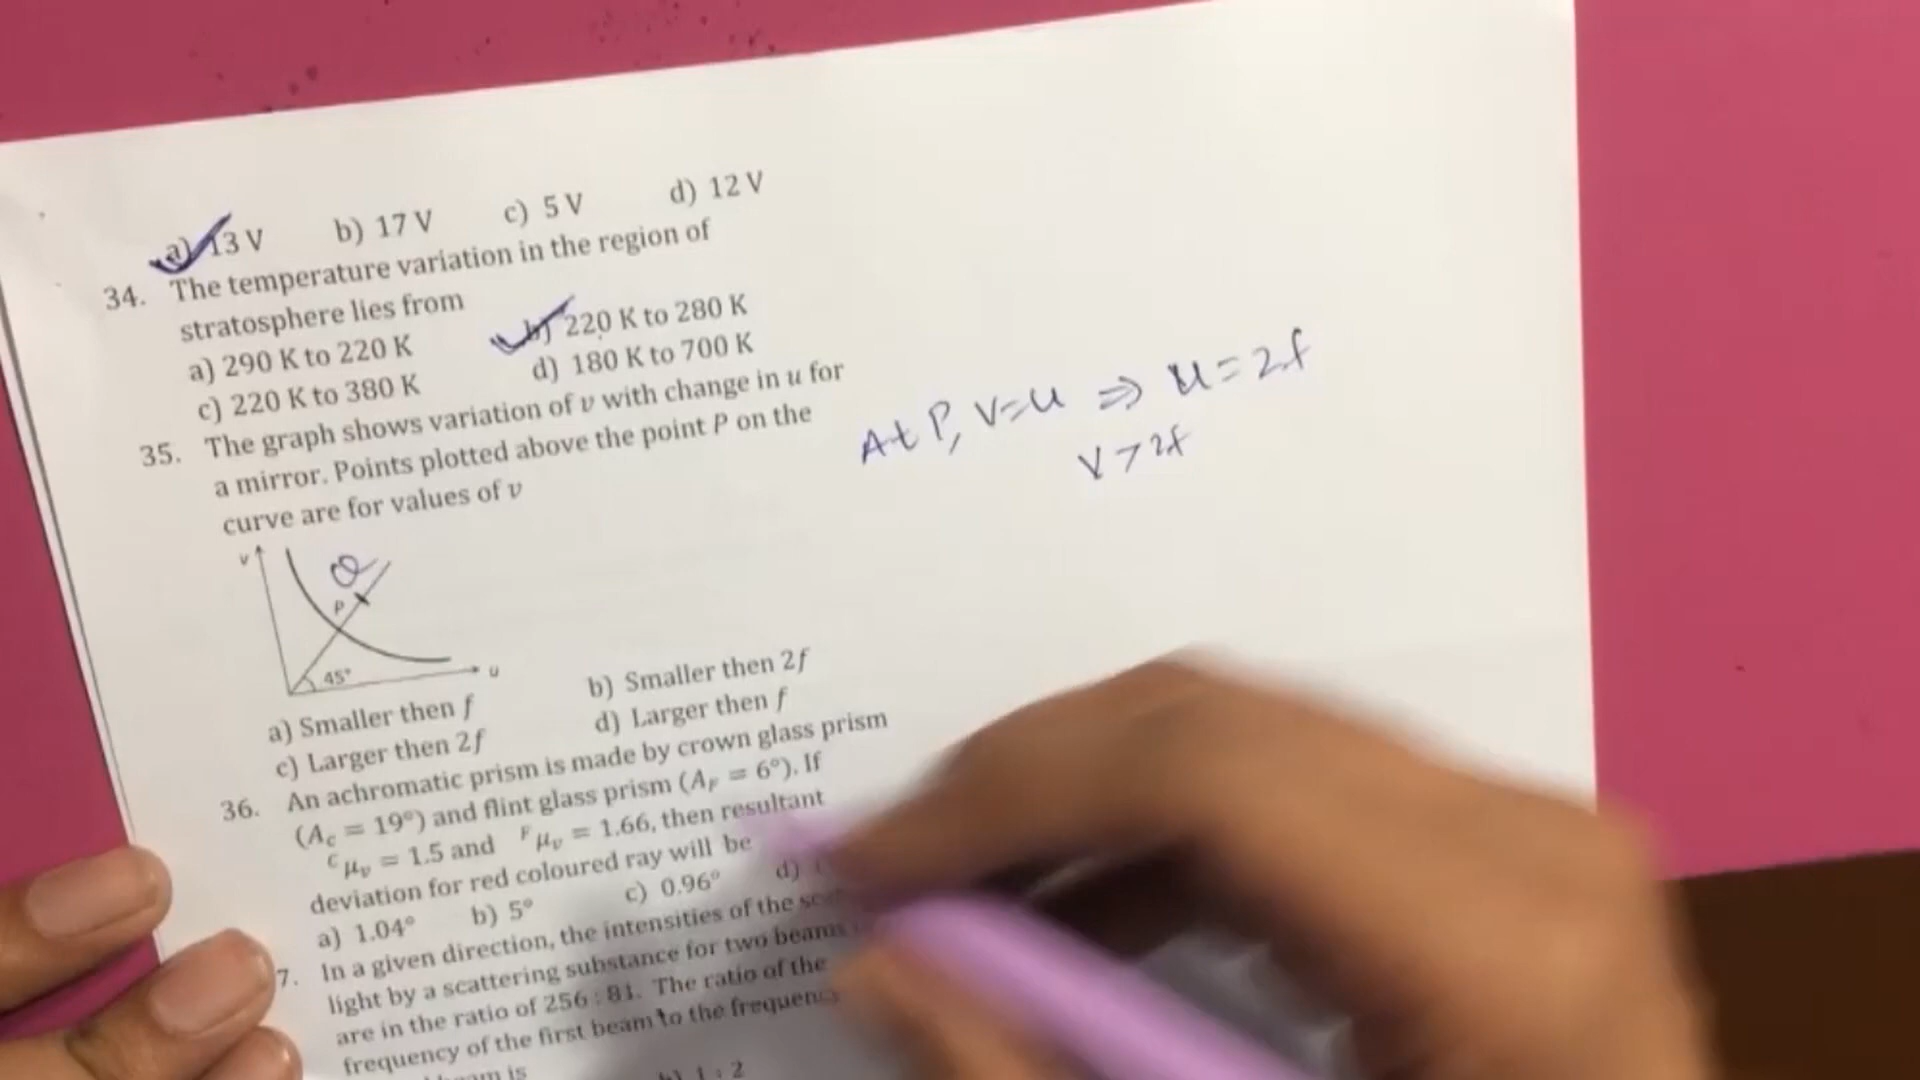 a) 13 V b) 17 V c) 5 V d) 12 V
34. The temperature variation in the region of
stratosphere lies from
a) 290 K to 220 K b) 220 K to 280 K
c) 220 K to 380 K d) 180 K to 700 K
35. The graph shows variation of v with change in u for
a mirror. Points plotted above the point P on the
curve are for values of v
At P, V=u ⇒ u = 2f
V > 2f
v
Q
P
45°
u
a) Smaller then f b) Smaller then 2f
c) Larger then 2f d) Larger then f
36. An achromatic prism is made by crown glass prism
(A_c = 19°) and flint glass prism (A_F = 6°). If
^Cμ_v = 1.5 and ^Fμ_v = 1.66, then resultant
deviation for red coloured ray will be
a) 1.04° b) 5° c) 0.96° d)
7. In a given direction, the intensities of the
light by a scattering substance for two beams
are in the ratio of 256 : 81. The ratio of the
frequency of the first beam to the frequency
is
1 : 2